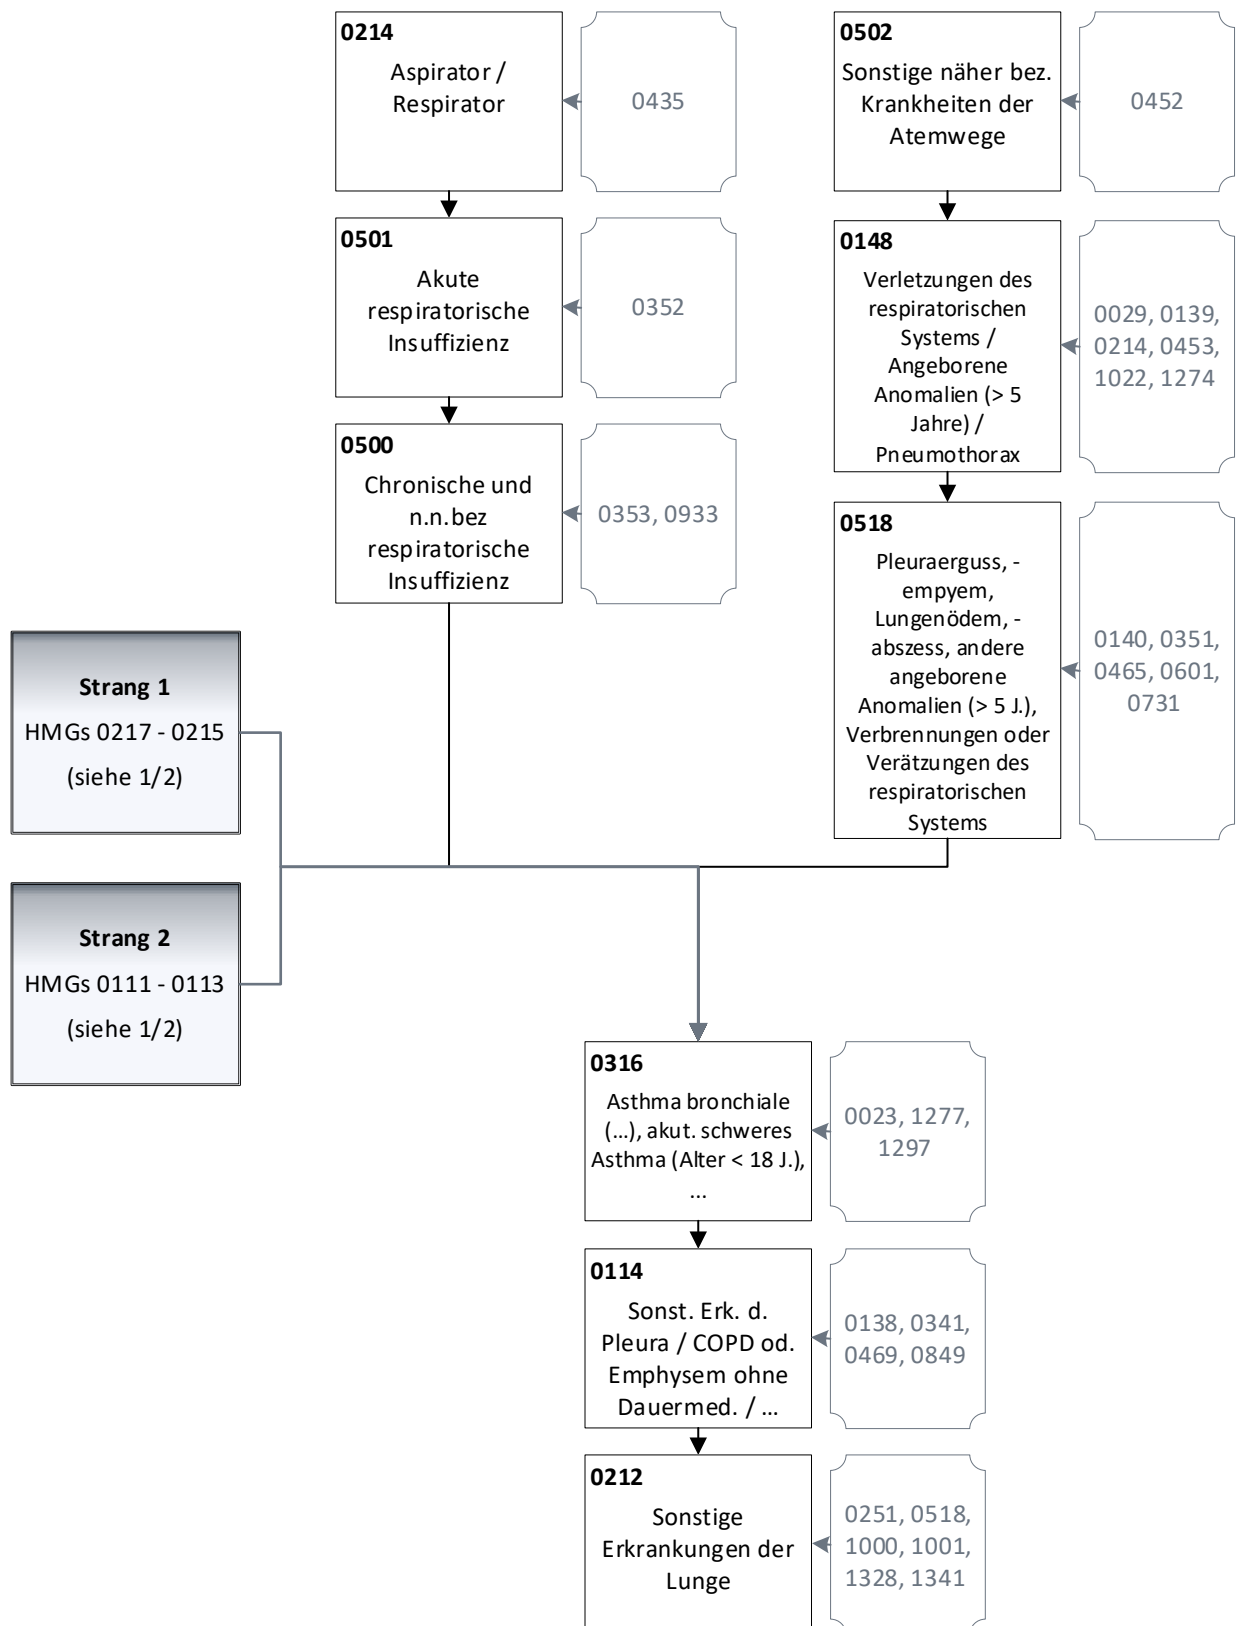 0214
Aspirator /
Respirator
0435
0502
Sonstige näher bez.
Krankheiten der
Atemwege
0452
0501
Akute
respiratorische
Insuffizienz
0352
0148
Verletzungen des
respiratorischen
Systems /
Angeborene
Anomalien (> 5
Jahre) /
Pneumothorax
0029, 0139,
0214, 0453,
1022, 1274
0500
Chronische und
n.n.bez
respiratorische
Insuffizienz
0353, 0933
0518
Pleuraerguss, -
empyem,
Lungenödem, -
abszess, andere
angeborene
Anomalien (> 5 J.),
Verbrennungen oder
Verätzungen des
respiratorischen
Systems
0140, 0351,
0465, 0601,
0731
Strang 1
HMGs 0217 - 0215
(siehe 1/2)
Strang 2
HMGs 0111 - 0113
(siehe 1/2)
0316
Asthma bronchiale
(...), akut. schweres
Asthma (Alter < 18 J.),
...
0023, 1277,
1297
0114
Sonst. Erk. d.
Pleura / COPD od.
Emphysem ohne
Dauermed. / ...
0138, 0341,
0469, 0849
0212
Sonstige
Erkrankungen der
Lunge
0251, 0518,
1000, 1001,
1328, 1341